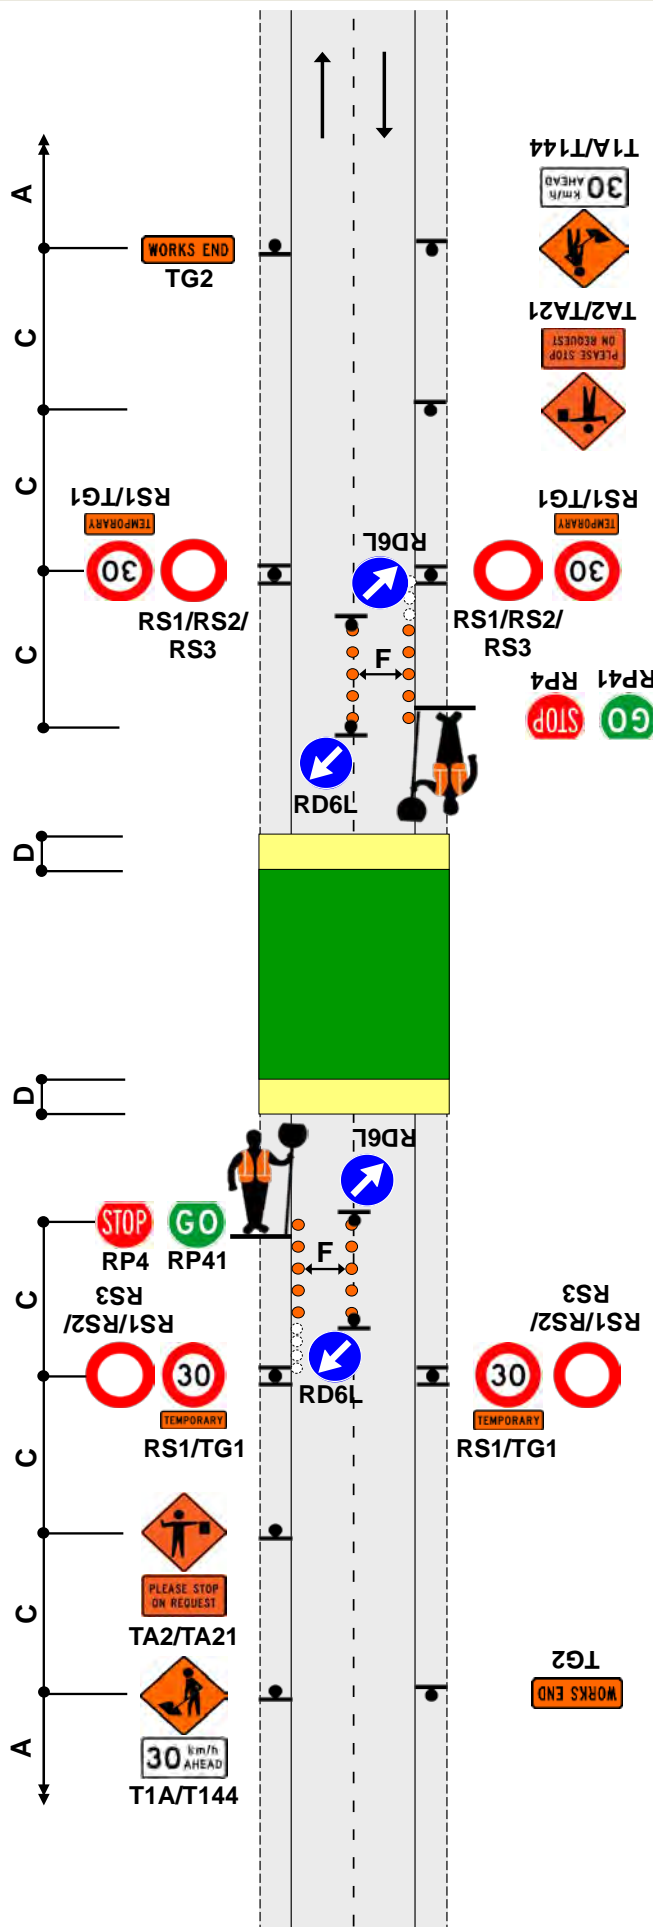 T1A/T144
30 km/h
AHEAD
A
WORKS END
TG2
TA2/TA21
PLEASE STOP
ON REQUEST
C
C
RS1/TG1
TEMPORARY
30
RS1/RS2/
RS3
RD6L
RS1/TG1
TEMPORARY
30
RS1/RS2/
RS3
C
F
RP4
RP41
STOP
GO
RD6L
D
D
RD6L
STOP
GO
RP4
RP41
F
C
RS1/RS2/
RS3
30
TEMPORARY
RS1/TG1
RD6L
RS1/RS2/
RS3
30
TEMPORARY
RS1/TG1
C
PLEASE STOP
ON REQUEST
TA2/TA21
C
TG2
WORKS END
A
30 km/h
AHEAD
T1A/T144